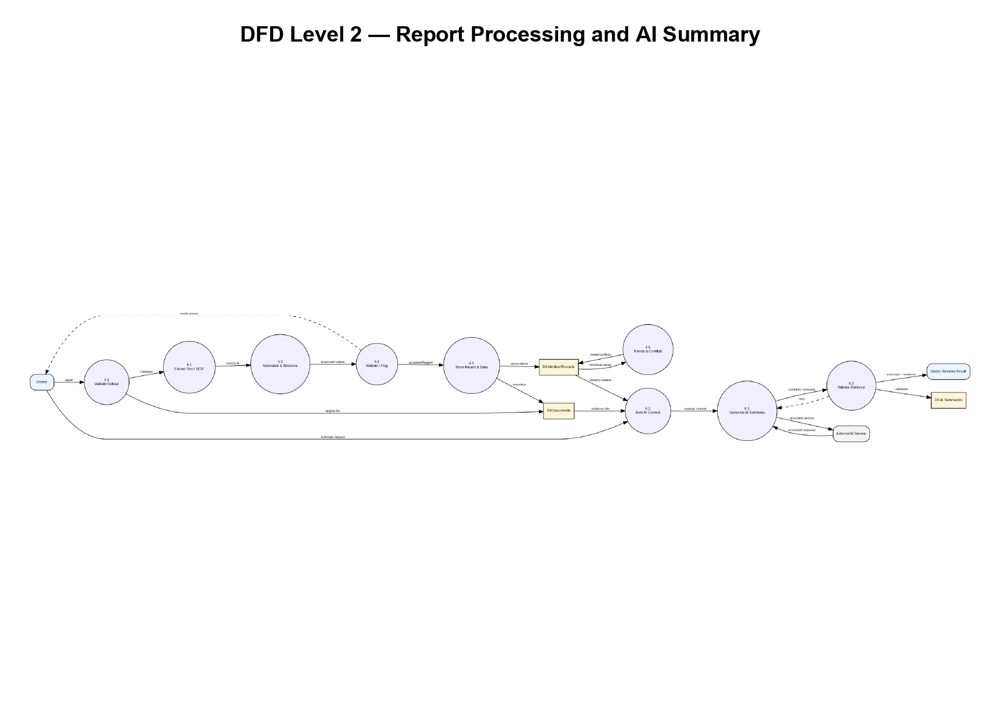 DFD Level 2 — Report Processing and AI Summary
needs review
Doctor
report
4.1
Validate Upload
validated
4.2
Extract Text / OCR
text/OCR
4.3
Normalize & Structure
structured values
4.4
Validate / Flag
accepted/flagged
4.5
Store Report & Data
observations
metadata
original file
summary request
D3 Medical Records
D4 Documents
trends/conflicts
historical values
4.6
Trends & Conflicts
medical context
evidence IDs
6.1
Build AI Context
minimal context
6.2
Generate AI Summary
candidate summary
retry
structured prompt
structured response
6.3
Validate Evidence
External AI Service
summary + evidence
validated
Doctor Reviews Result
D5 AI Summaries